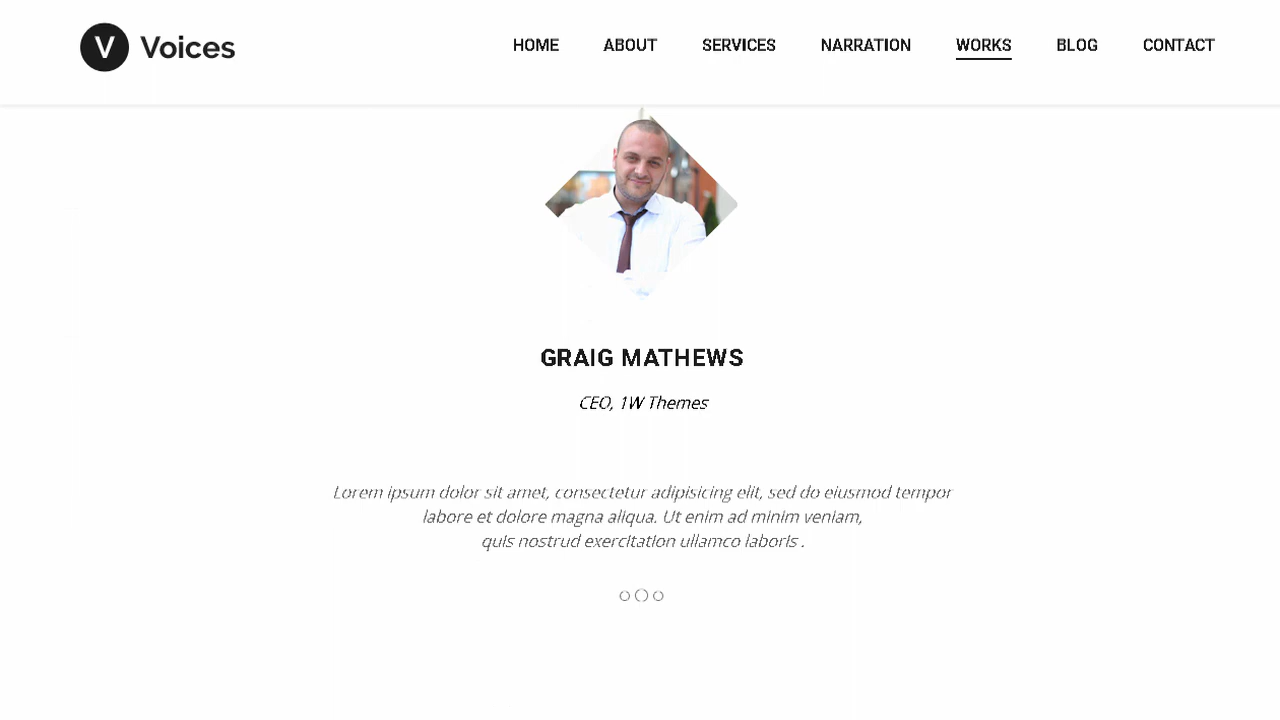 V Voices
HOME ABOUT SERVICES NARRATION WORKS BLOG CONTACT
GRAIG MATHEWS
CEO, 1W Themes
Lorem ipsum dolor sit amet, consectetur adipisicing elit, sed do eiusmod tempor
labore et dolore magna aliqua. Ut enim ad minim veniam,
quis nostrud exercitation ullamco laboris .